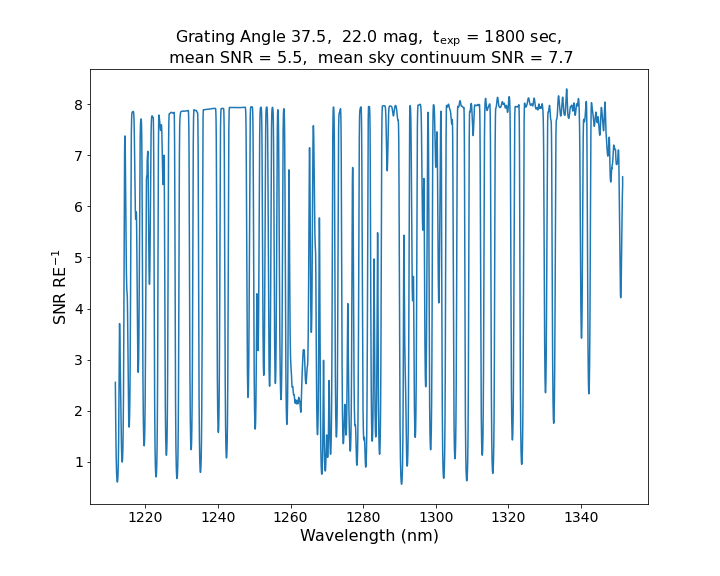 Grating Angle 37.5,  22.0 mag,  t_exp = 1800 sec,
mean SNR = 5.5,  mean sky continuum SNR = 7.7
SNR RE⁻¹
8
7
6
5
4
3
2
1
1220 1240 1260 1280 1300 1320 1340
Wavelength (nm)